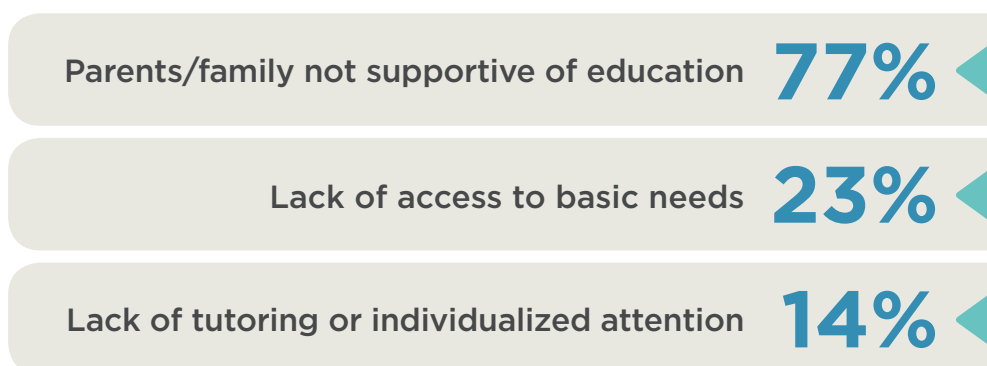 Parents/family not supportive of education 77%
Lack of access to basic needs 23%
Lack of tutoring or individualized attention 14%